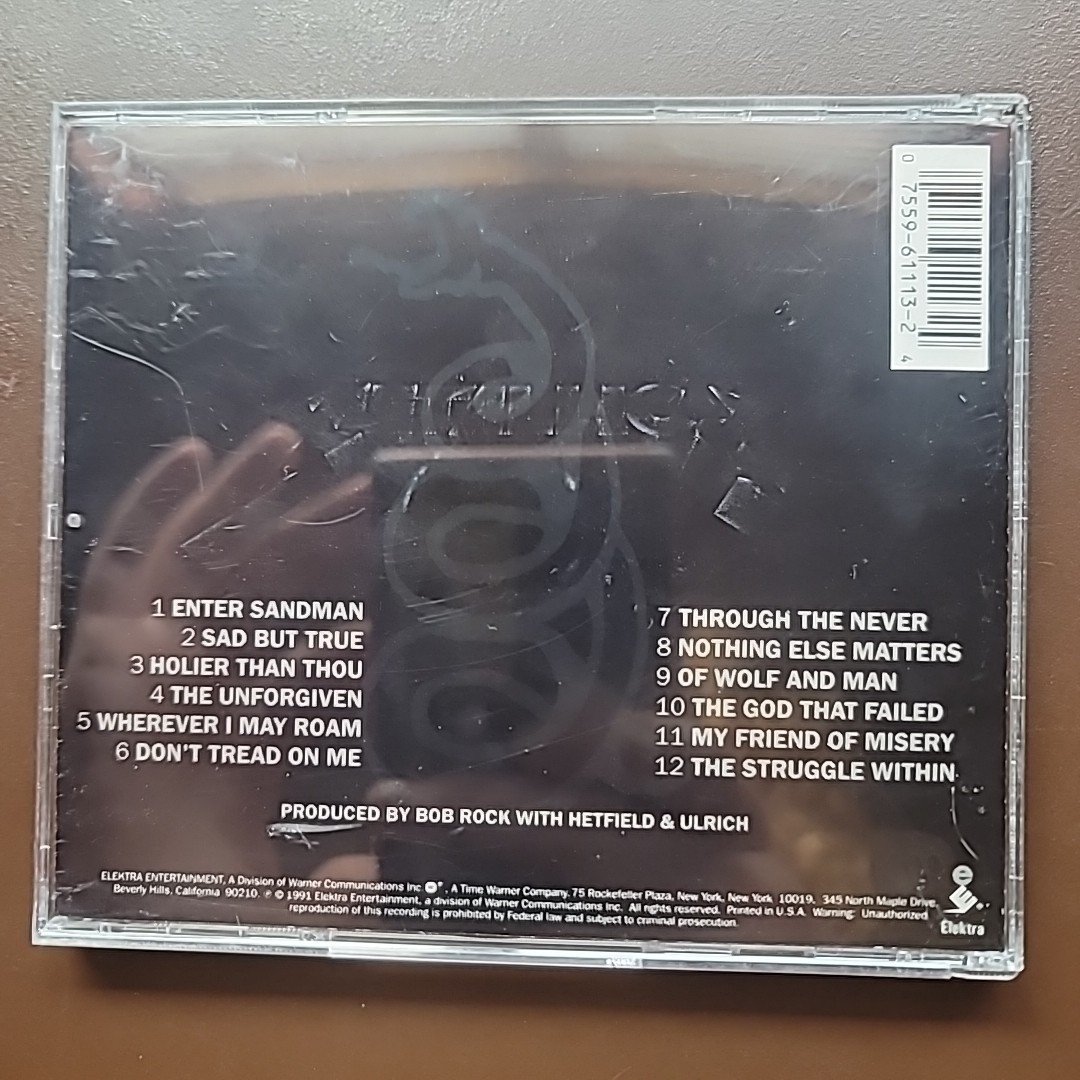 0 7559-61113-2 4
1 ENTER SANDMAN
2 SAD BUT TRUE
3 HOLIER THAN THOU
4 THE UNFORGIVEN
5 WHEREVER I MAY ROAM
6 DON'T TREAD ON ME
7 THROUGH THE NEVER
8 NOTHING ELSE MATTERS
9 OF WOLF AND MAN
10 THE GOD THAT FAILED
11 MY FRIEND OF MISERY
12 THE STRUGGLE WITHIN
PRODUCED BY BOB ROCK WITH HETFIELD & ULRICH
ELEKTRA ENTERTAINMENT, A Division of Warner Communications Inc. , A Time Warner Company. 75 Rockefeller Plaza, New York, New York 10019, 345 North Maple Drive,
Beverly Hills, California 90210. ℗ © 1991 Elektra Entertainment, a division of Warner Communications Inc. All rights reserved. Printed in U.S.A. Warning: Unauthorized
reproduction of this recording is prohibited by Federal law and subject to criminal prosecution.
Elektra